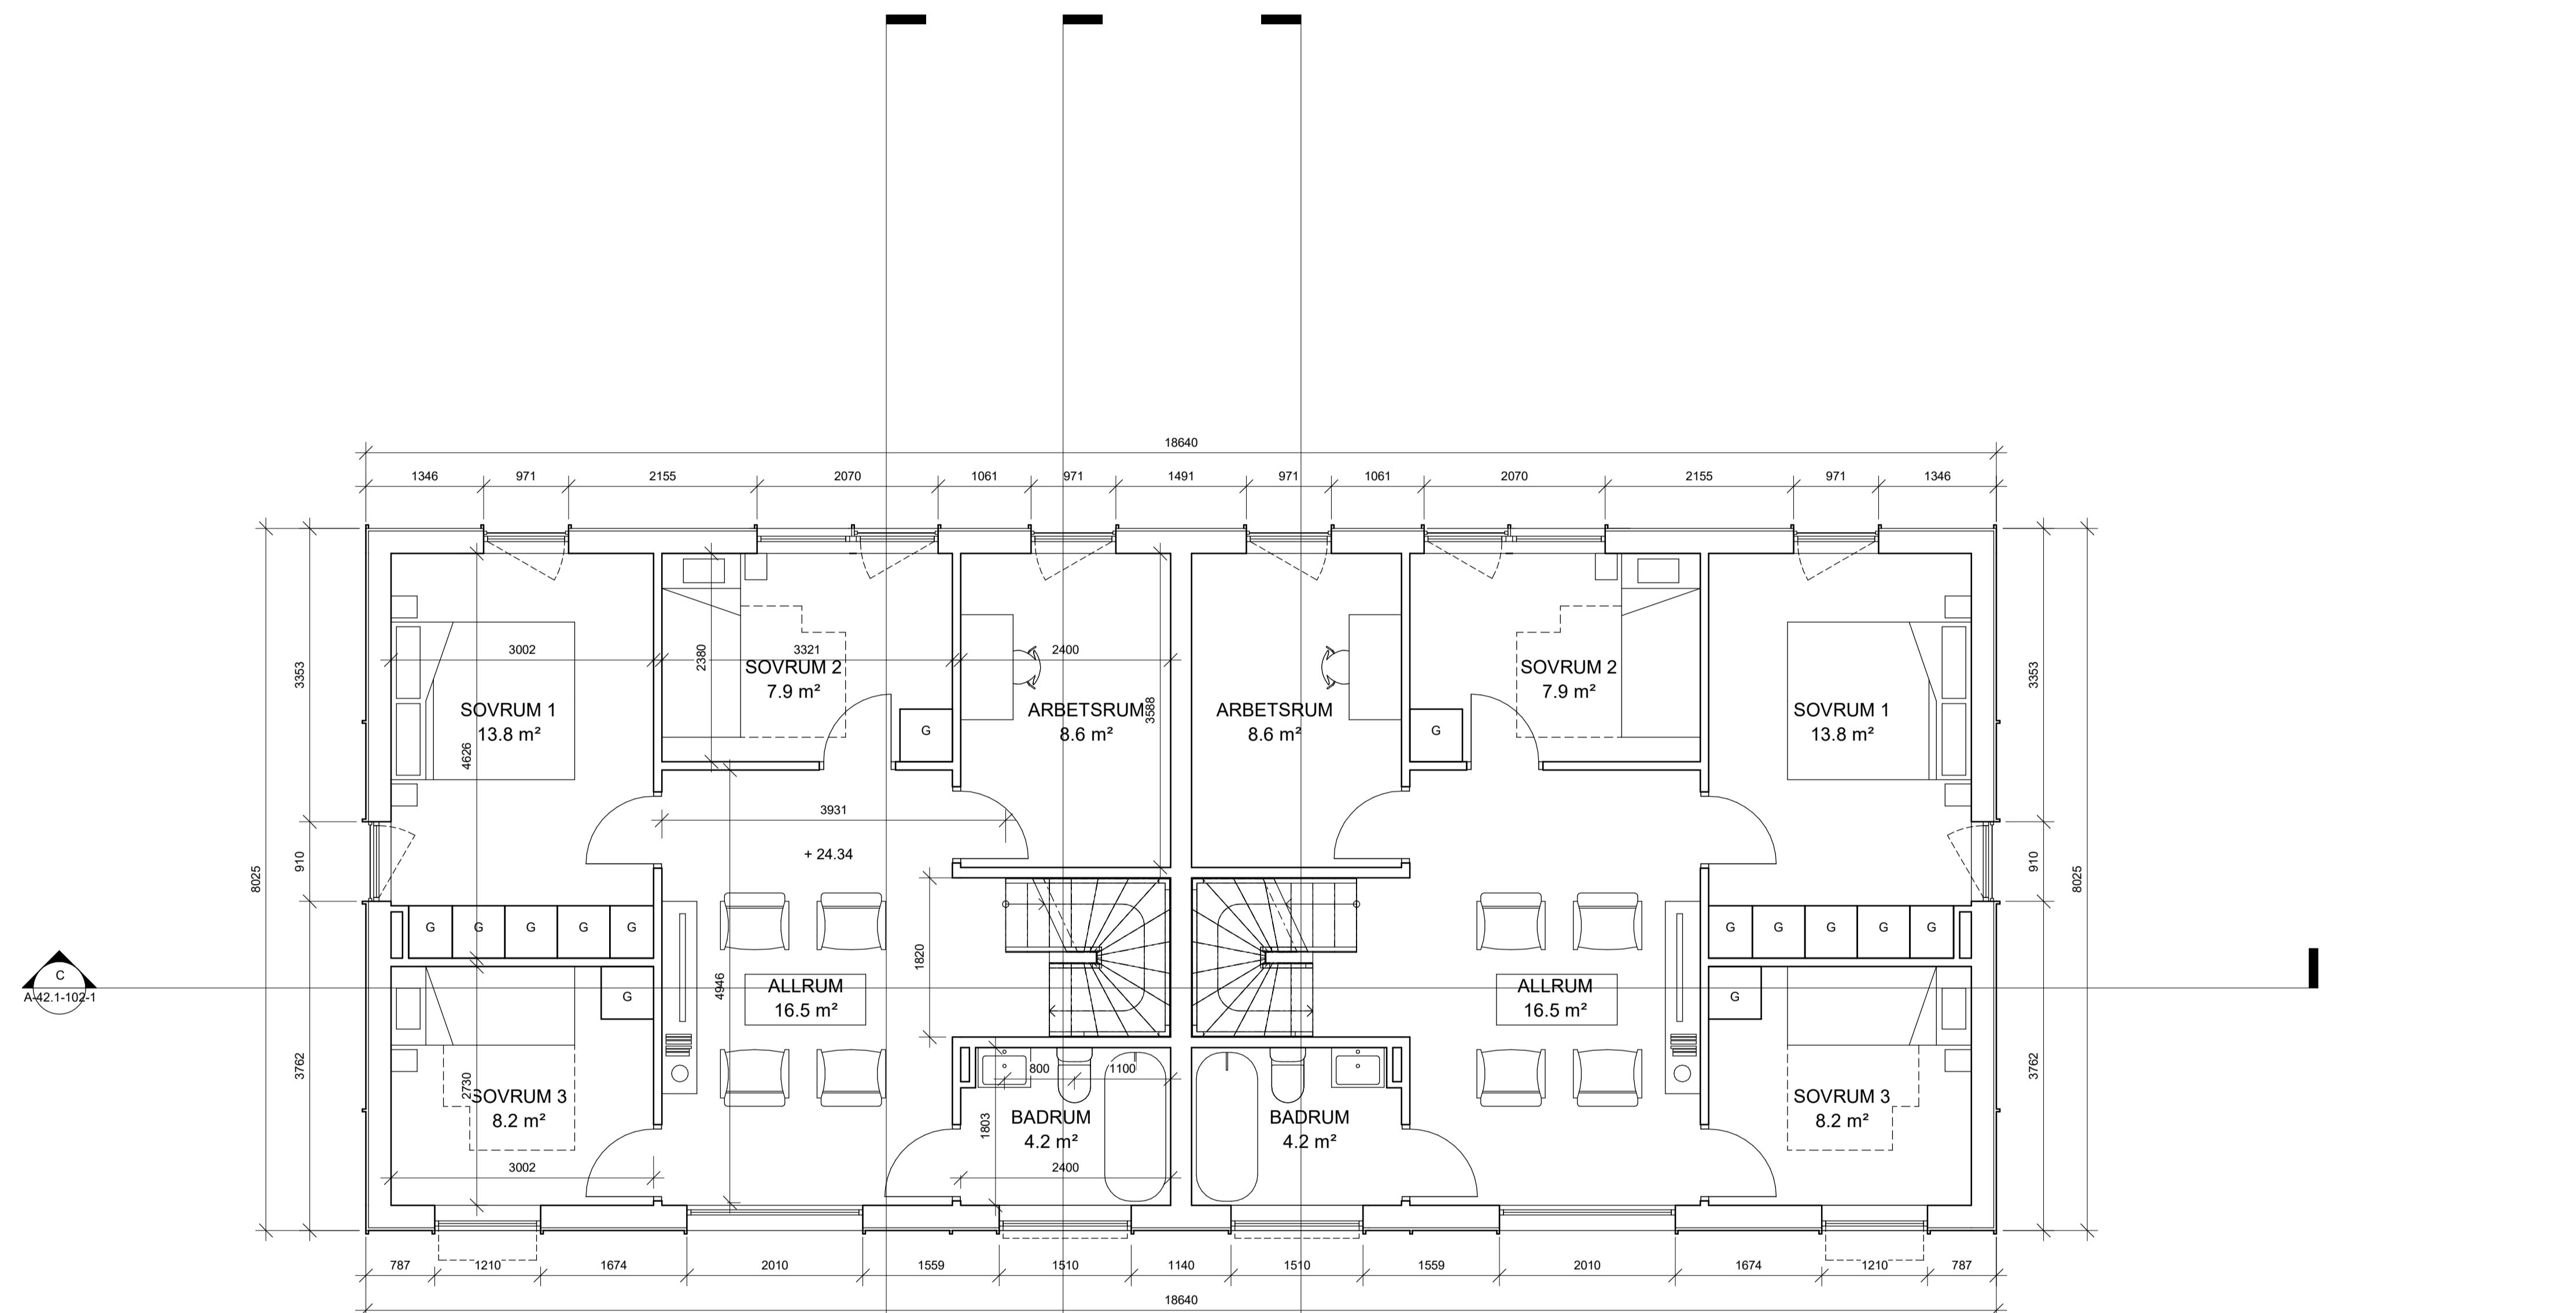 18640
1346 971 2155 2070 1061 971 1491 971 1061 2070 2155 971 1346
3002 3321 2400
2380
SOVRUM 2
7.9 m²
SOVRUM 2
7.9 m²
3353
3353
SOVRUM 1
13.8 m²
4626
ARBETSRUM
8.6 m²
3588
ARBETSRUM
8.6 m²
SOVRUM 1
13.8 m²
G
G
3931
+ 24.34
8025
910
910
8025
G G G G G
1820
G G G G G
C
A-42.1-102-1
G
4946
ALLRUM
16.5 m²
ALLRUM
16.5 m²
G
3762
3762
2730
SOVRUM 3
8.2 m²
800 1100
1803
BADRUM
4.2 m²
BADRUM
4.2 m²
SOVRUM 3
8.2 m²
3002
2400
787 1210 1674 2010 1559 1510 1140 1510 1559 2010 1674 1210 787
18640